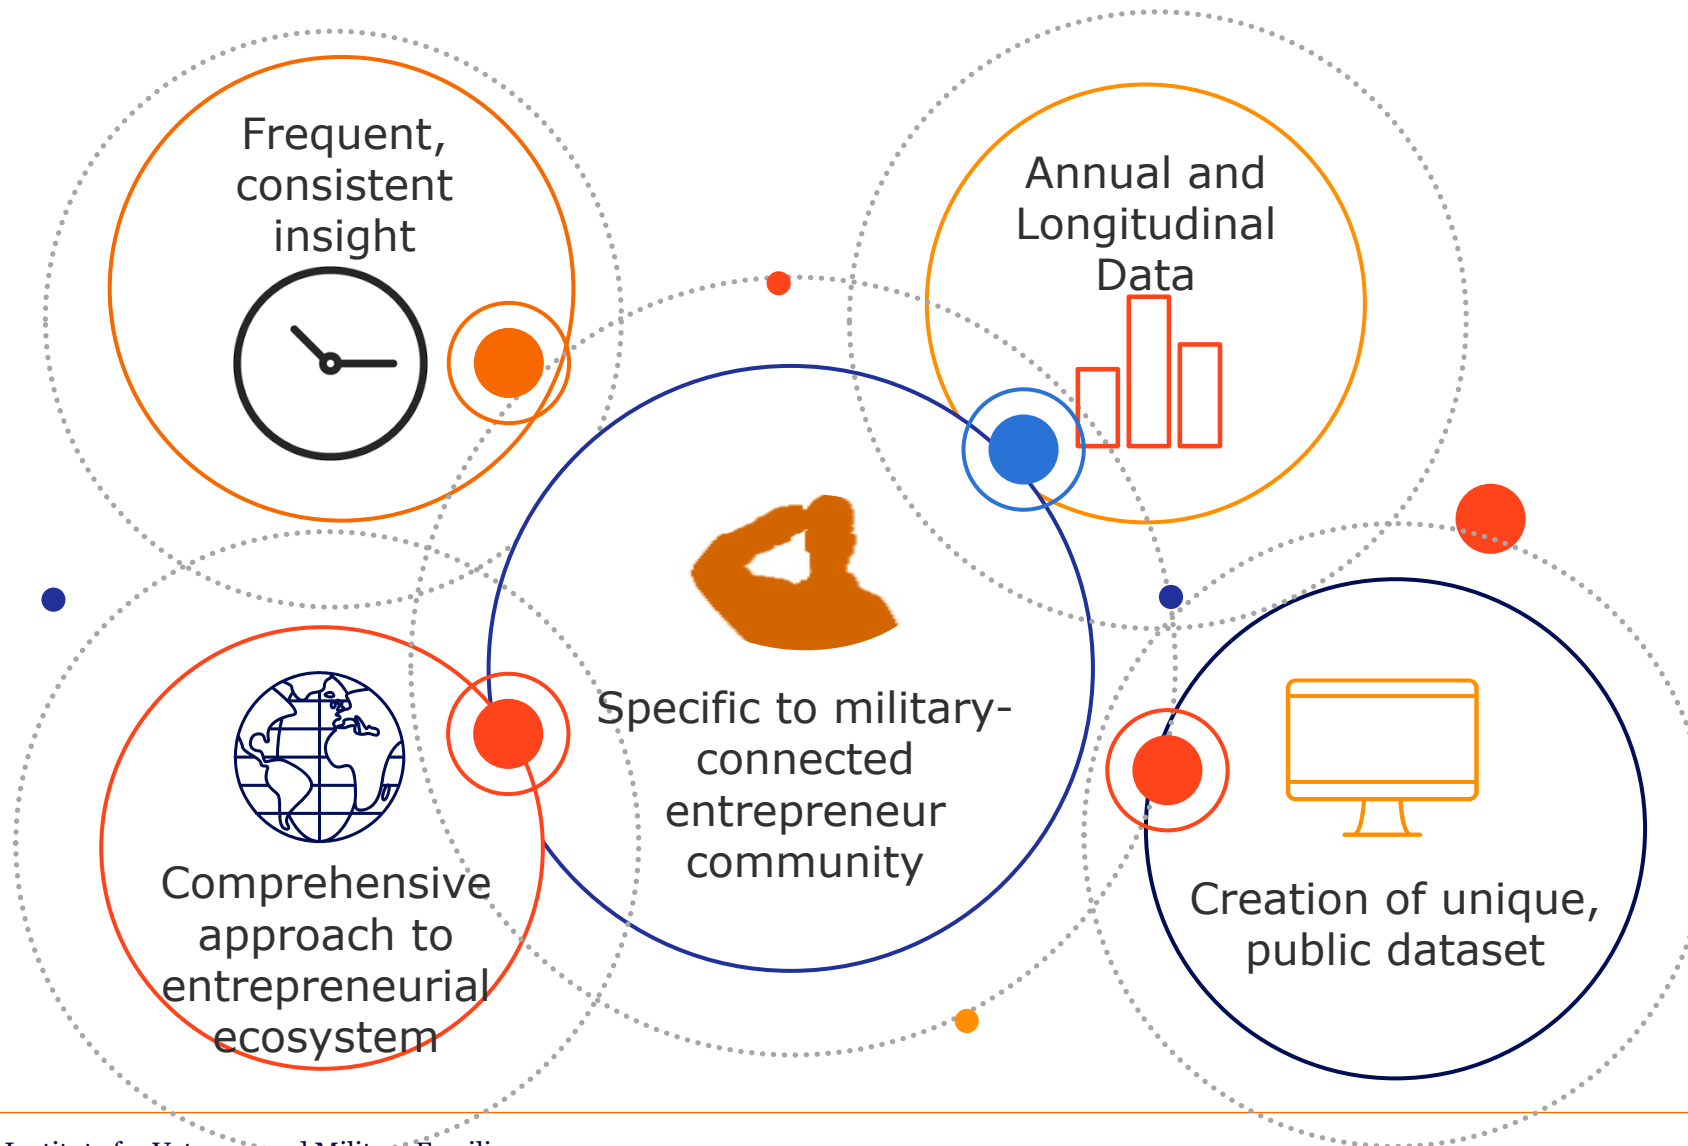 Frequent,
consistent
insight
Annual and
Longitudinal
Data
Specific to military-
connected
entrepreneur
community
Comprehensive
approach to
entrepreneurial
ecosystem
Creation of unique,
public dataset